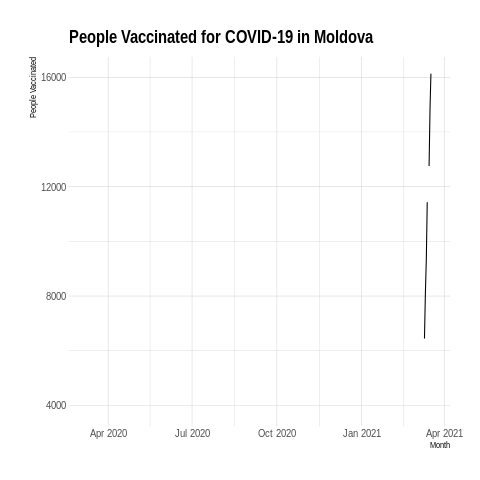 People Vaccinated for COVID-19 in Moldova
People Vaccinated
16000
12000
8000
4000
Apr 2020 Jul 2020 Oct 2020 Jan 2021 Apr 2021
Month